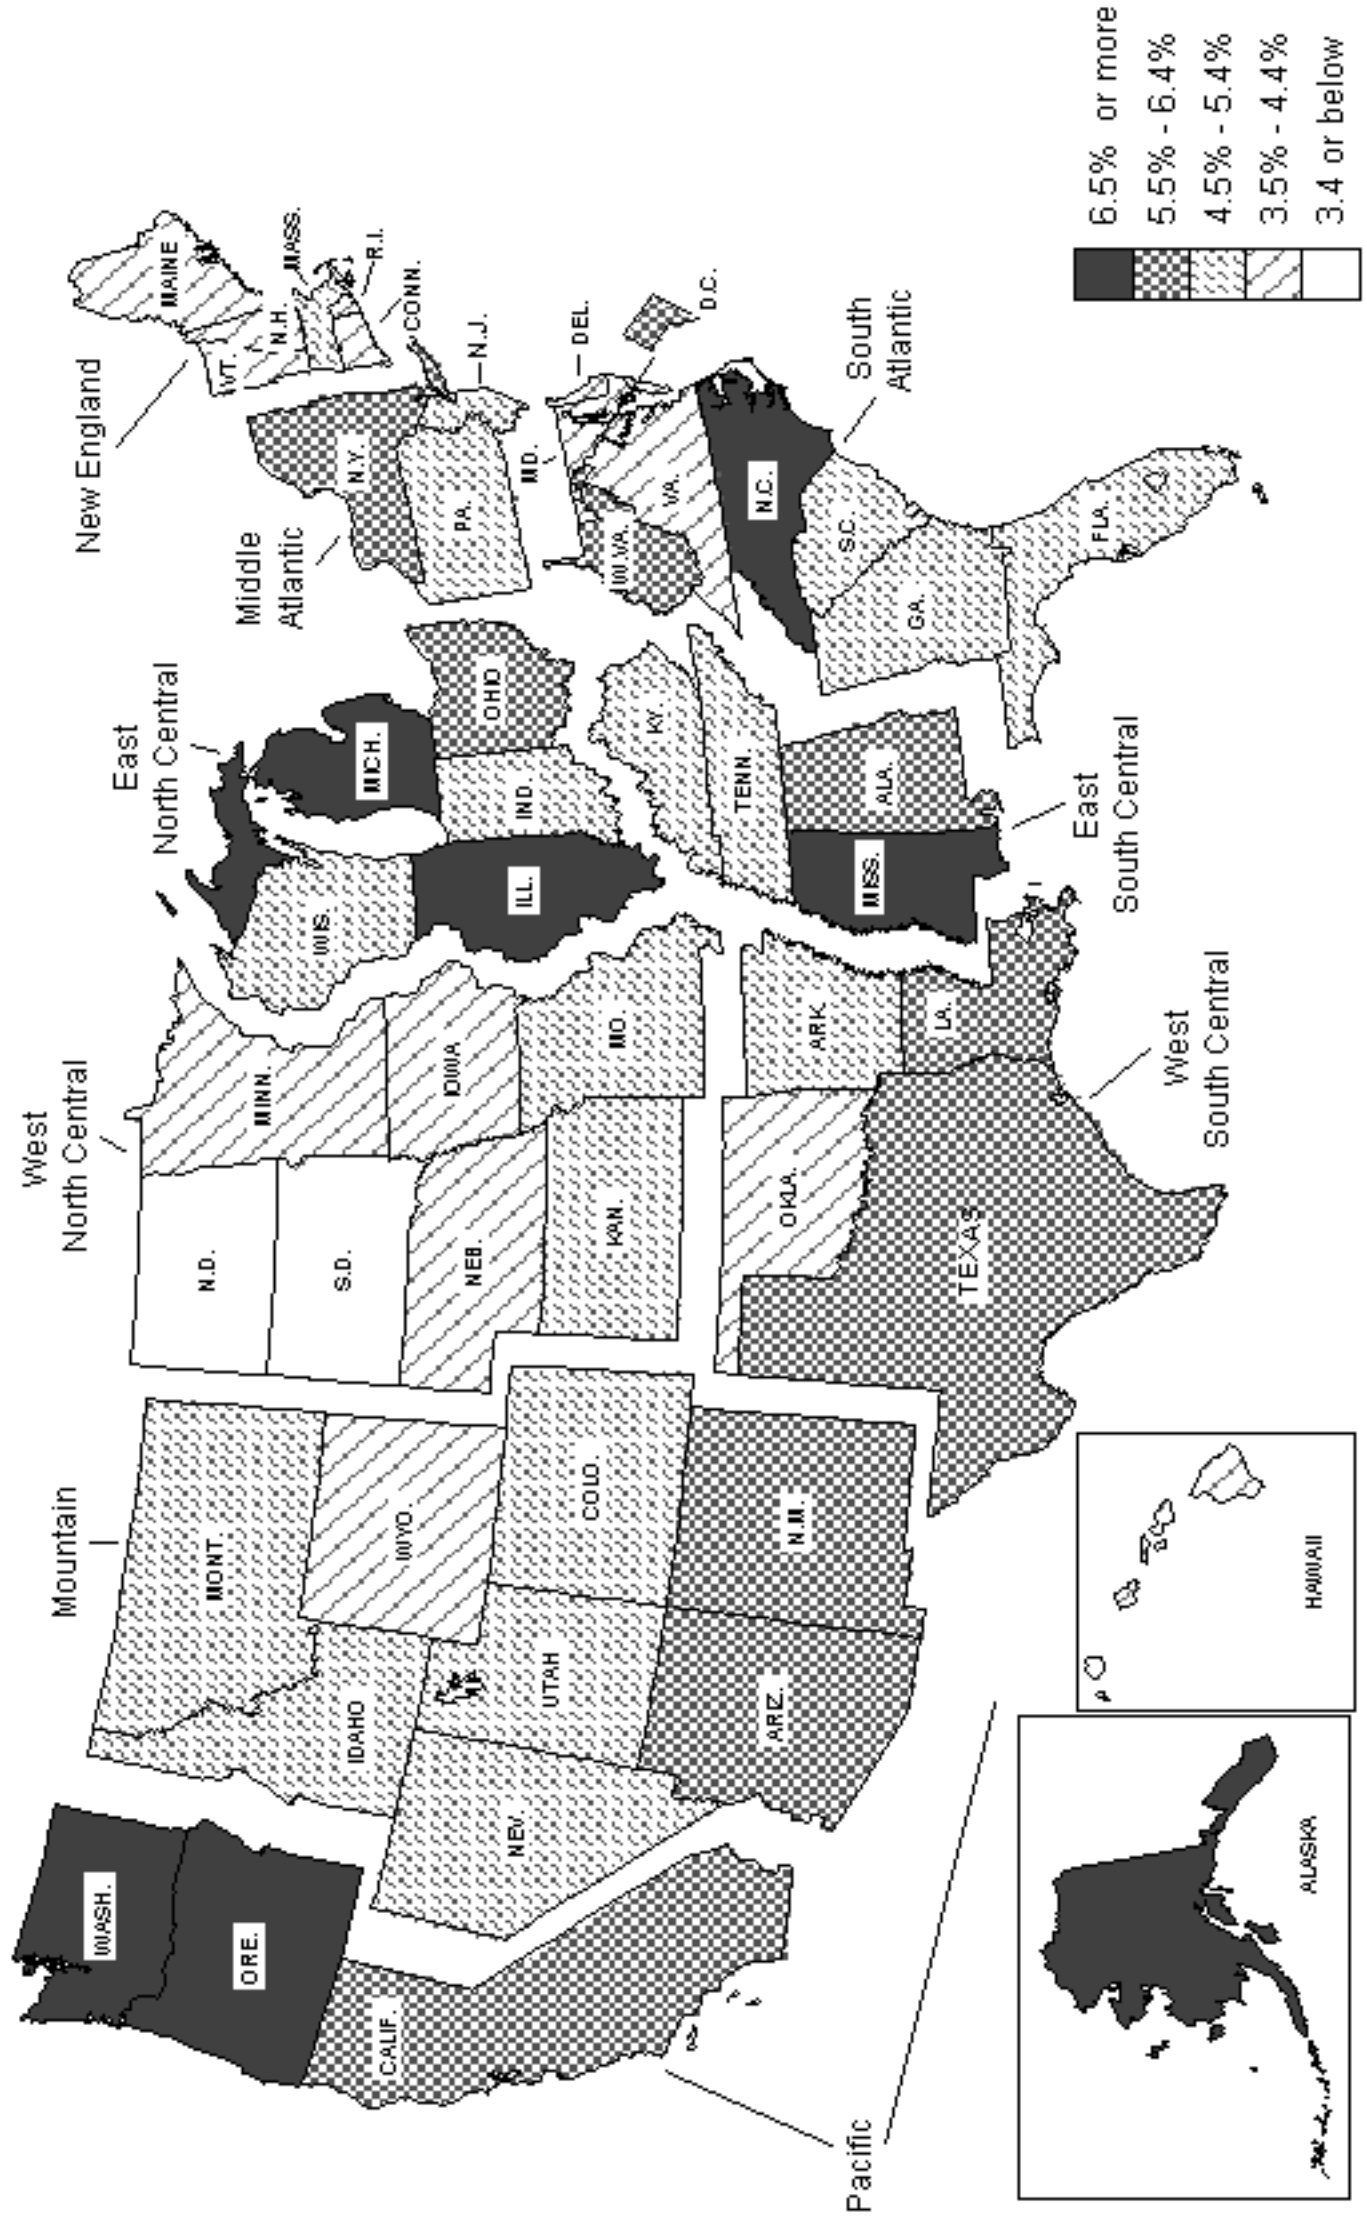 New England
Middle
Atlantic
East
North Central
West
North Central
Mountain
Pacific
West
South Central
East
South Central
South
Atlantic
MAINE
VT.
N.H.
MASS.
R.I.
CONN.
N.Y.
N.J.
PA.
DEL.
MD.
D.C.
W.VA.
VA.
N.C.
S.C.
GA.
FLA.
OHIO
MICH.
IND.
ILL.
WIS.
KY.
TENN.
ALA.
MISS.
MINN.
IOWA
MO.
N.D.
S.D.
NEB.
KAN.
ARK.
LA.
OKLA.
TEXAS
MONT.
WYO.
COLO.
N.M.
IDAHO
UTAH
ARIZ.
NEV.
WASH.
ORE.
CALIF.
ALASKA
HAWAII
6.5% or more
5.5% - 6.4%
4.5% - 5.4%
3.5% - 4.4%
3.4 or below